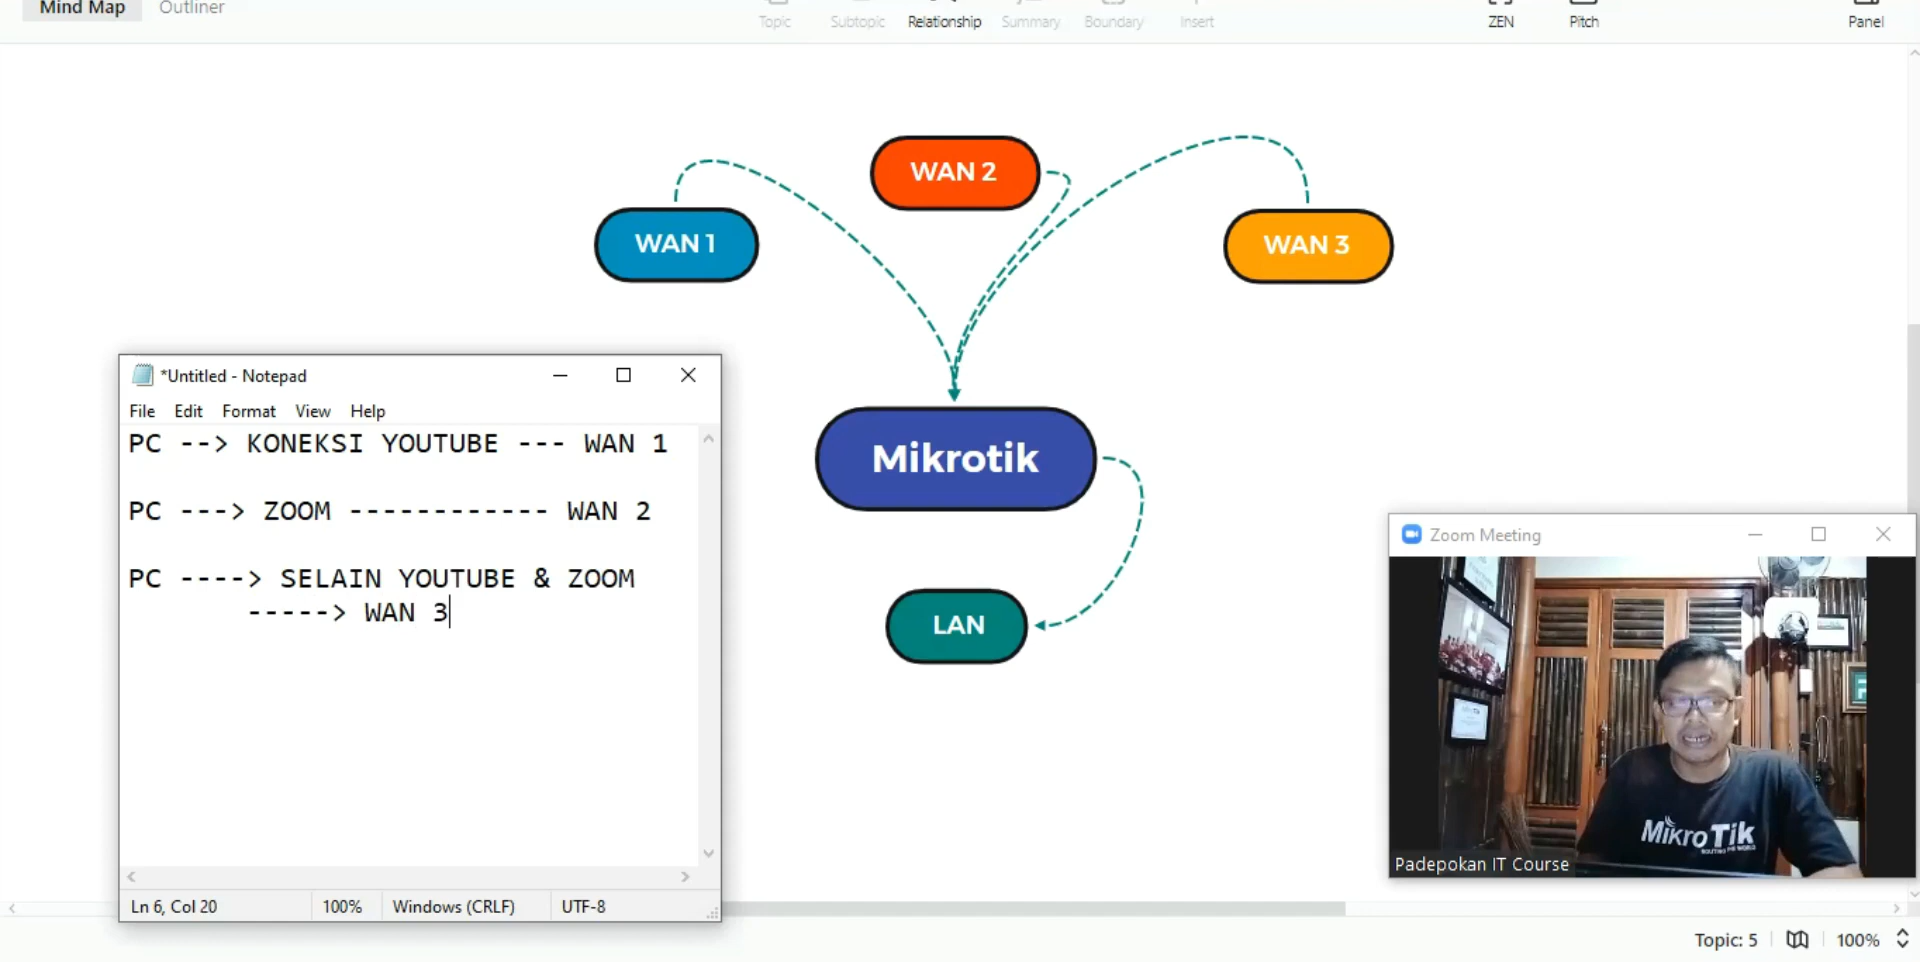 Mind Map
Outliner
Topic
Subtopic
Relationship
Summary
Boundary
Insert
ZEN
Pitch
Panel
WAN 2
WAN 1
WAN 3
Mikrotik
LAN
*Untitled - Notepad
File Edit Format View Help
PC --> KONEKSI YOUTUBE --- WAN 1
PC ---> ZOOM ------------ WAN 2
PC ----> SELAIN YOUTUBE & ZOOM
-----> WAN 3
Ln 6, Col 20
100%
Windows (CRLF)
UTF-8
Zoom Meeting
MikroTik
ROUTING THE WORLD
Padepokan IT Course
Topic: 5
100%